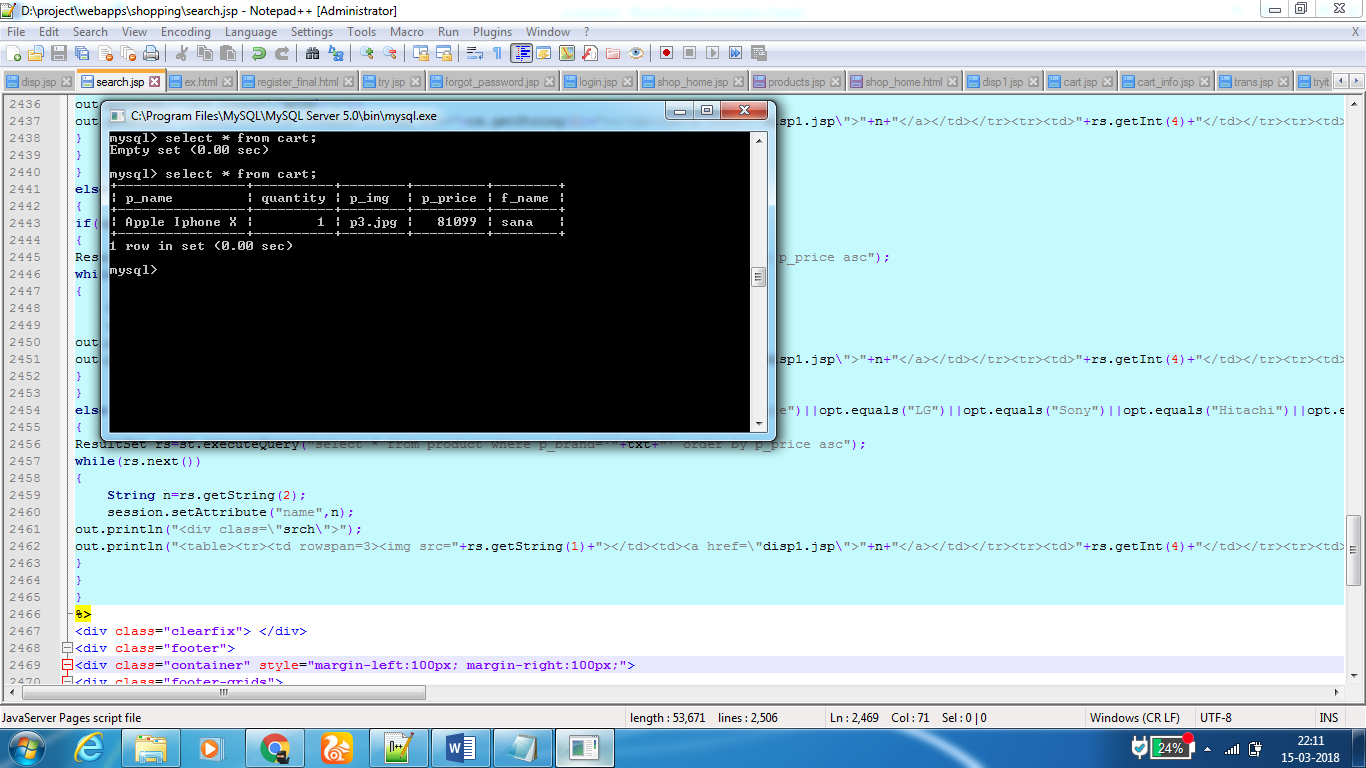 D:\project\webapps\shopping\search.jsp - Notepad++ [Administrator]
File Edit Search View Encoding Language Settings Tools Macro Run Plugins Window ? X
disp.jsp search.jsp ex.html register_final.html try.jsp forgot_password.jsp login.jsp shop_home.jsp products.jsp shop_home.html disp1.jsp cart.jsp cart_info.jsp trans.jsp tryit
C:\Program Files\MySQL\MySQL Server 5.0\bin\mysql.exe
mysql> select * from cart;
Empty set (0.00 sec)
mysql> select * from cart;
+----------------+----------+--------+---------+--------+
| p_name | quantity | p_img | p_price | f_name |
| Apple Iphone X | 1 | p3.jpg | 81099 | sana |
1 row in set (0.00 sec)
mysql>
2436 out
2437 out sp1.jsp\">"+n+"</a></td></tr><tr><td>"+rs.getInt(4)+"</td></tr><tr><td>
2438 }
2439 }
2440 }
2441 els
2442 {
2443 if(
2444 {
2445 Res p_price asc");
2446 whi
2447 {
2448
2449
2450 out
2451 out sp1.jsp\">"+n+"</a></td></tr><tr><td>"+rs.getInt(4)+"</td></tr><tr><td>
2452 }
2453 }
2454 els e")||opt.equals("LG")||opt.equals("Sony")||opt.equals("Hitachi")||opt.e
2455 {
2456 ResultSet rs=st.executeQuery("select * from product where p_brand='"+txt+"' order by p_price asc");
2457 while(rs.next())
2458 {
2459 String n=rs.getString(2);
2460 session.setAttribute("name",n);
2461 out.println("<div class=\"srch\">");
2462 out.println("<table><tr><td rowspan=3><img src="+rs.getString(1)+"></td><td><a href=\"disp1.jsp\">"+n+"</a></td></tr><tr><td>"+rs.getInt(4)+"</td></tr><tr><td>
2463 }
2464 }
2465 }
2466 %>
2467 <div class="clearfix"> </div>
2468 <div class="footer">
2469 <div class="container" style="margin-left:100px; margin-right:100px;">
2470 <div class="footer-grids">
JavaServer Pages script file length : 53,671 lines : 2,506 Ln : 2,469 Col : 71 Sel : 0 | 0 Windows (CR LF) UTF-8 INS
24%
22:11
15-03-2018